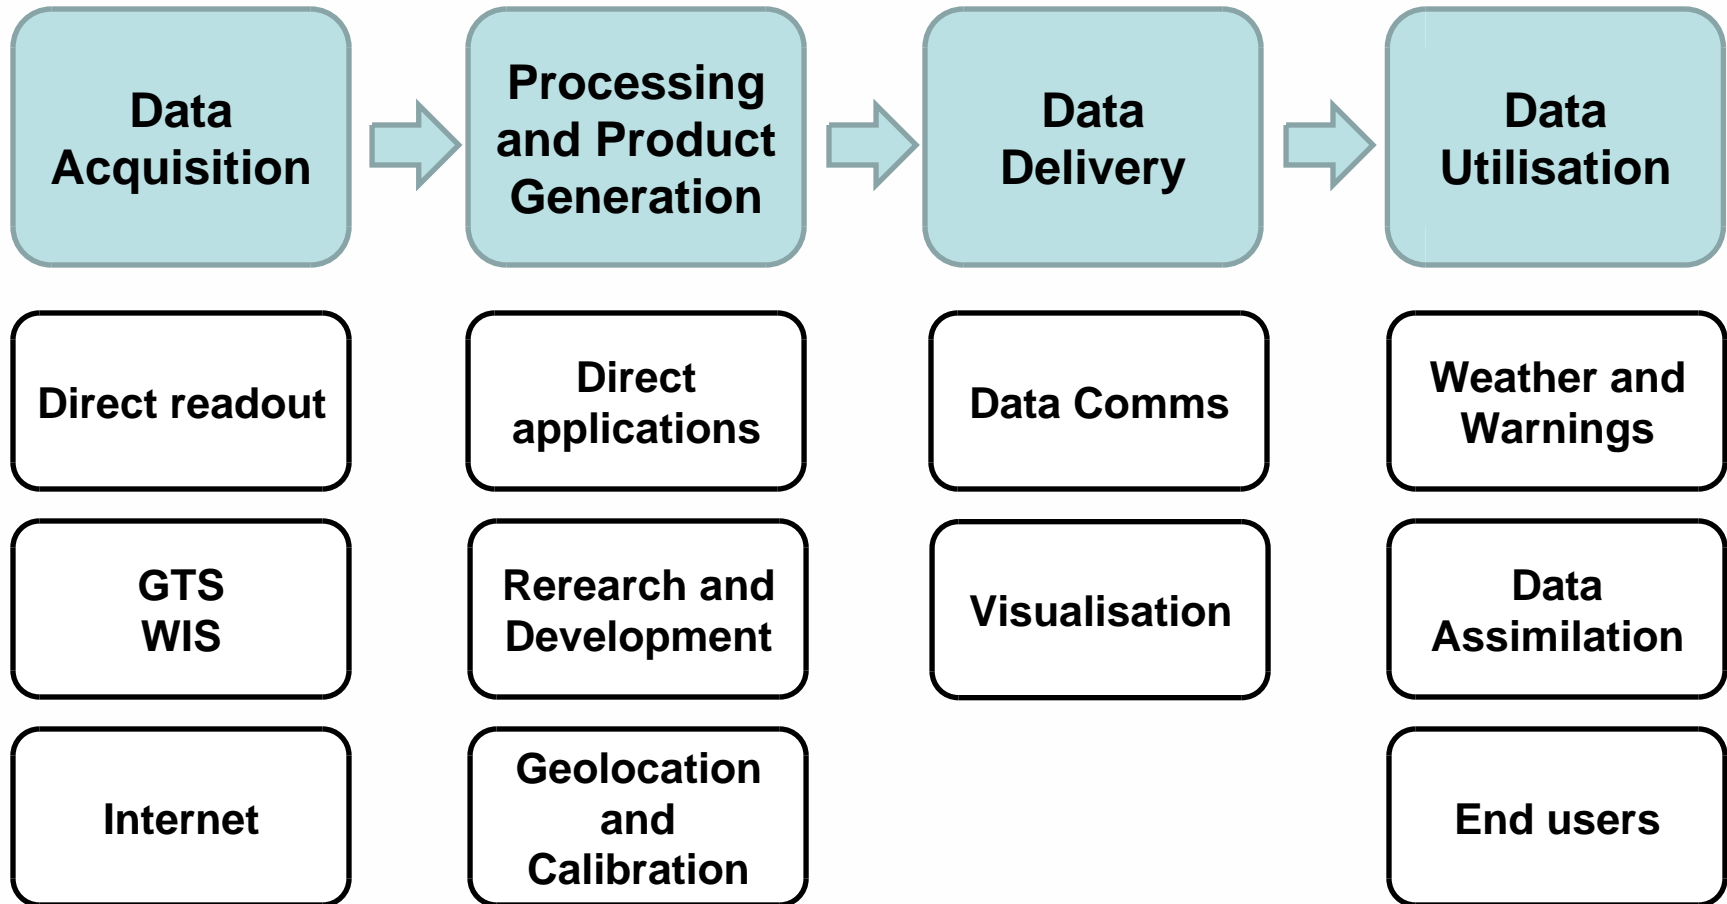 Data
Acquisition
Processing
and Product
Generation
Data
Delivery
Data
Utilisation
Direct readout
Direct
applications
Data Comms
Weather and
Warnings
GTS
WIS
Rerearch and
Development
Visualisation
Data
Assimilation
Internet
Geolocation
and
Calibration
End users